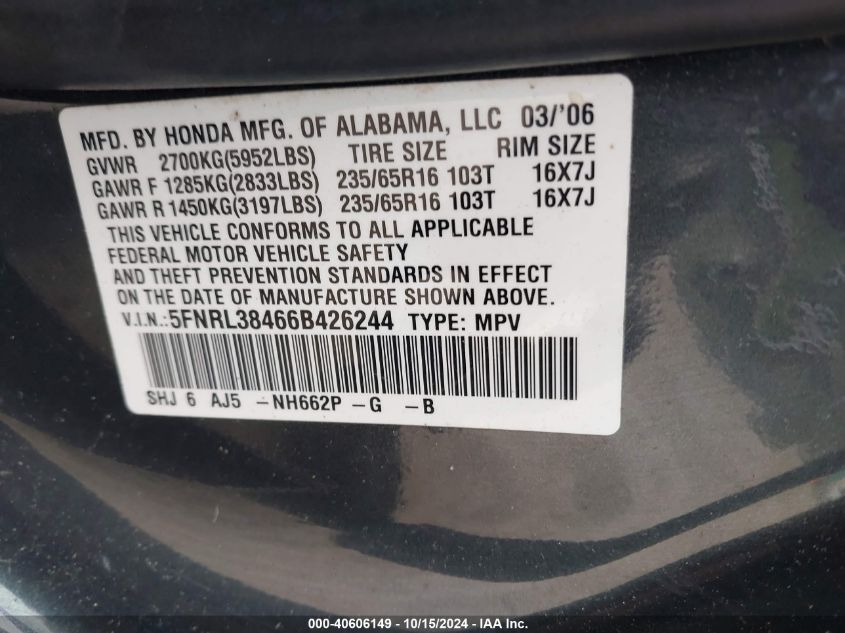 MFD. BY HONDA MFG. OF ALABAMA, LLC 03/'06
GVWR 2700KG(5952LBS) TIRE SIZE RIM SIZE
GAWR F 1285KG(2833LBS) 235/65R16 103T 16X7J
GAWR R 1450KG(3197LBS) 235/65R16 103T 16X7J
THIS VEHICLE CONFORMS TO ALL APPLICABLE
FEDERAL MOTOR VEHICLE SAFETY
AND THEFT PREVENTION STANDARDS IN EFFECT
ON THE DATE OF MANUFACTURE SHOWN ABOVE.
V.I.N.:5FNRL38466B426244 TYPE: MPV
SHJ 6 AJ5 -NH662P -G -B
000-40606149 - 10/15/2024 - © IAA, Inc.